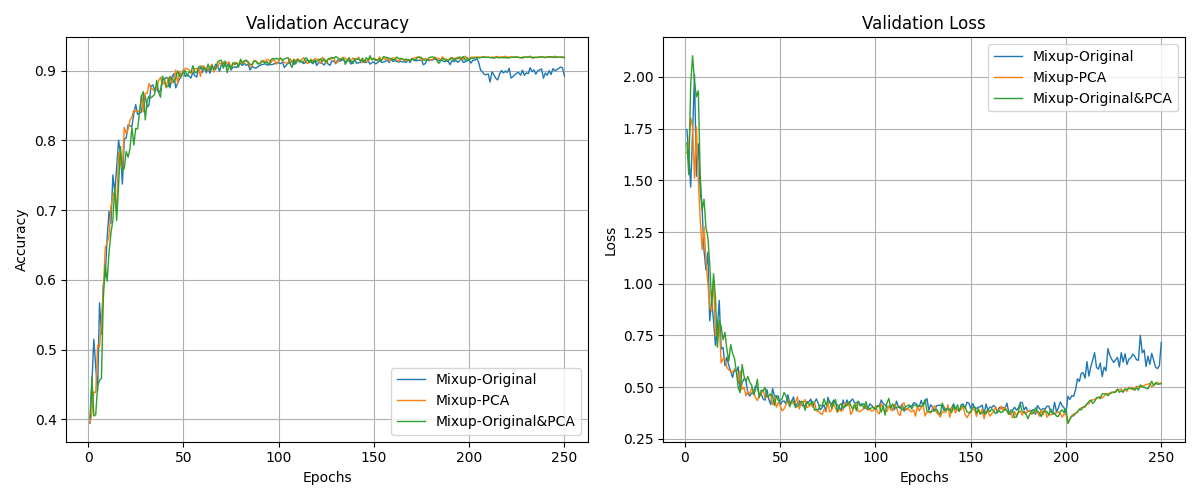 Validation Accuracy
Accuracy
0.9
0.8
0.7
0.6
0.5
0.4
0 50 100 150 200 250
Epochs
Mixup-Original
Mixup-PCA
Mixup-Original&PCA
Validation Loss
Loss
2.00
1.75
1.50
1.25
1.00
0.75
0.50
0.25
0 50 100 150 200 250
Epochs
Mixup-Original
Mixup-PCA
Mixup-Original&PCA